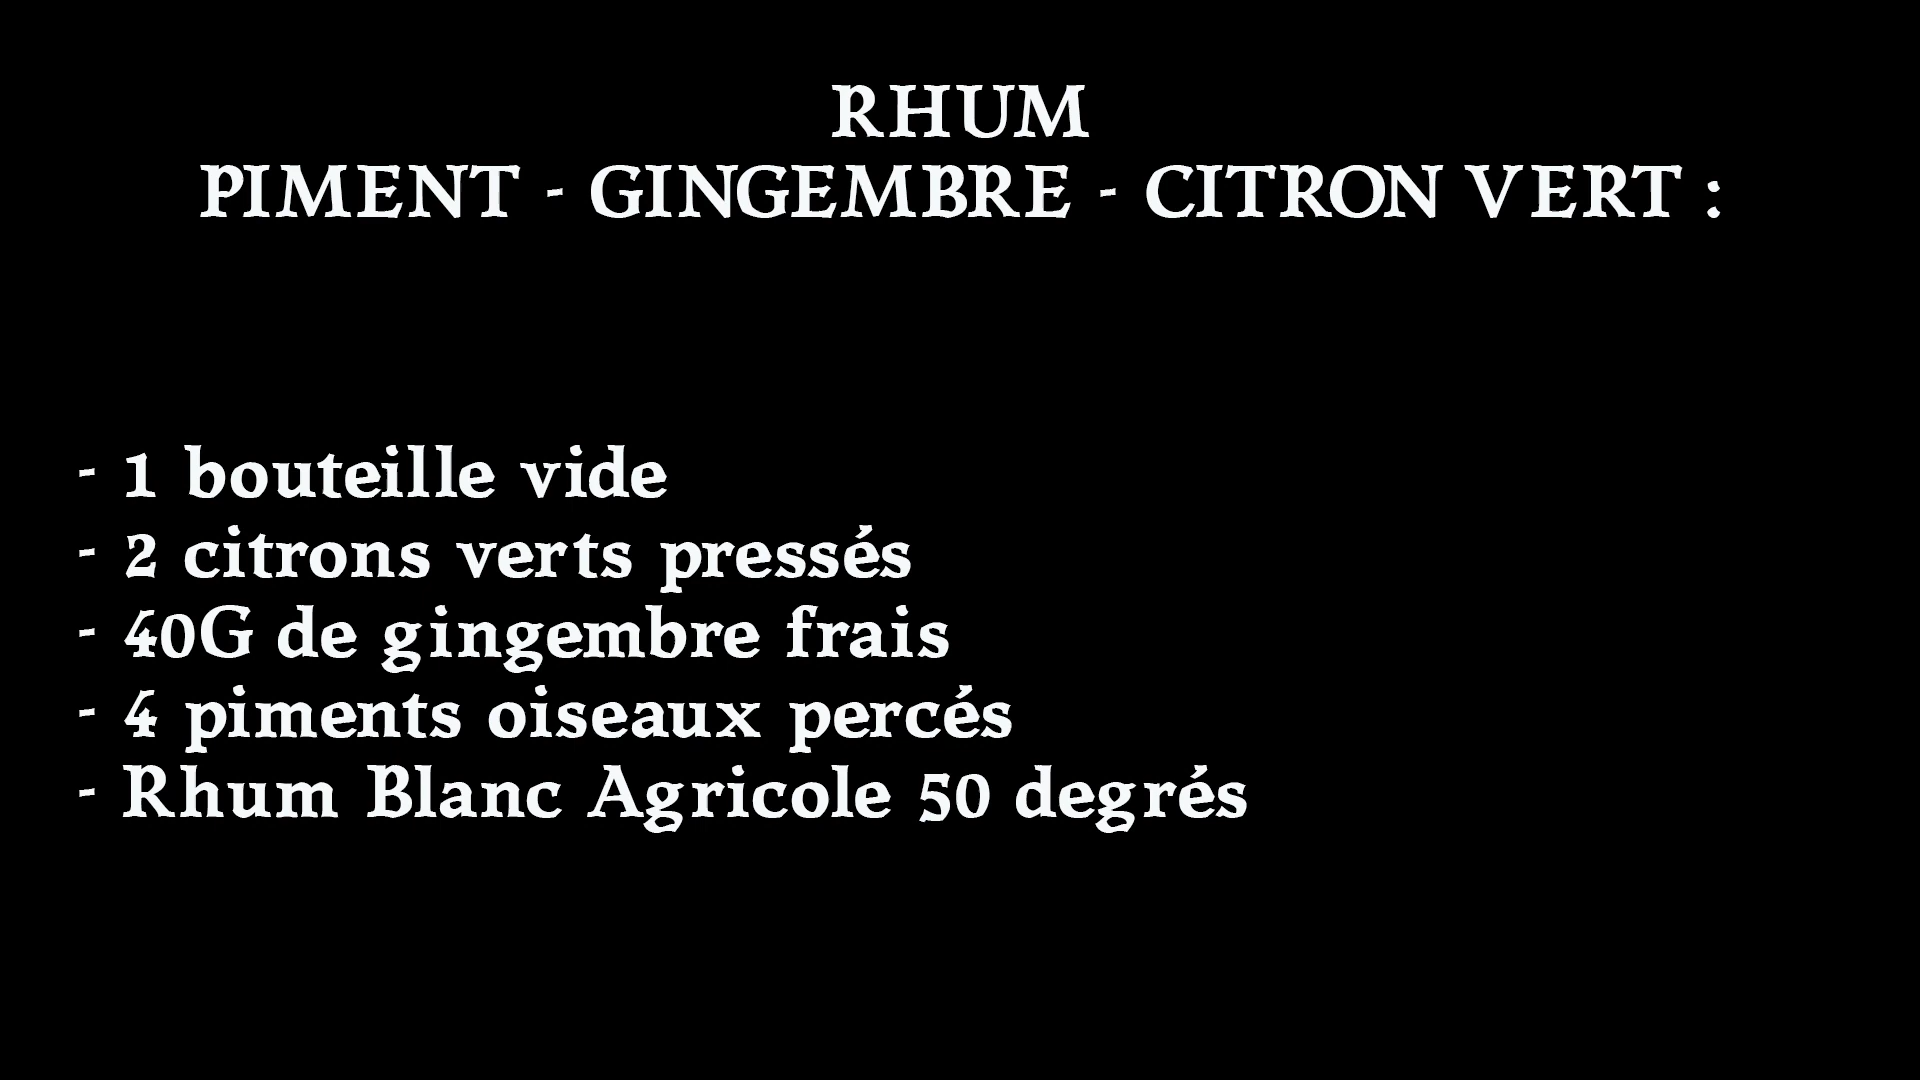 RHUM
PIMENT - GINGEMBRE - CITRON VERT :
- 1 bouteille vide
- 2 citrons verts pressés
- 40G de gingembre frais
- 4 piments oiseaux percés
- Rhum Blanc Agricole 50 degrés